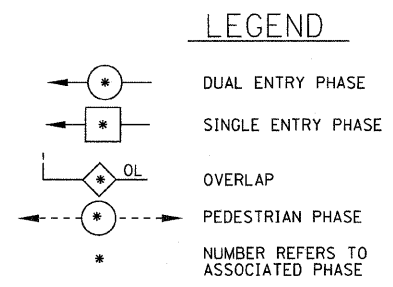 LEGEND
* DUAL ENTRY PHASE
* SINGLE ENTRY PHASE
* OL OVERLAP
* PEDESTRIAN PHASE
* NUMBER REFERS TO
ASSOCIATED PHASE